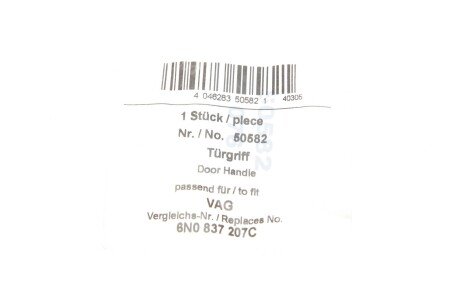 4 046283 50582 1 40305
1 Stück / piece
Nr. / No. 50582
Türgriff
Door Handle
passend für / to fit
VAG
Vergleichs-Nr. / Replaces No.
6N0 837 207C